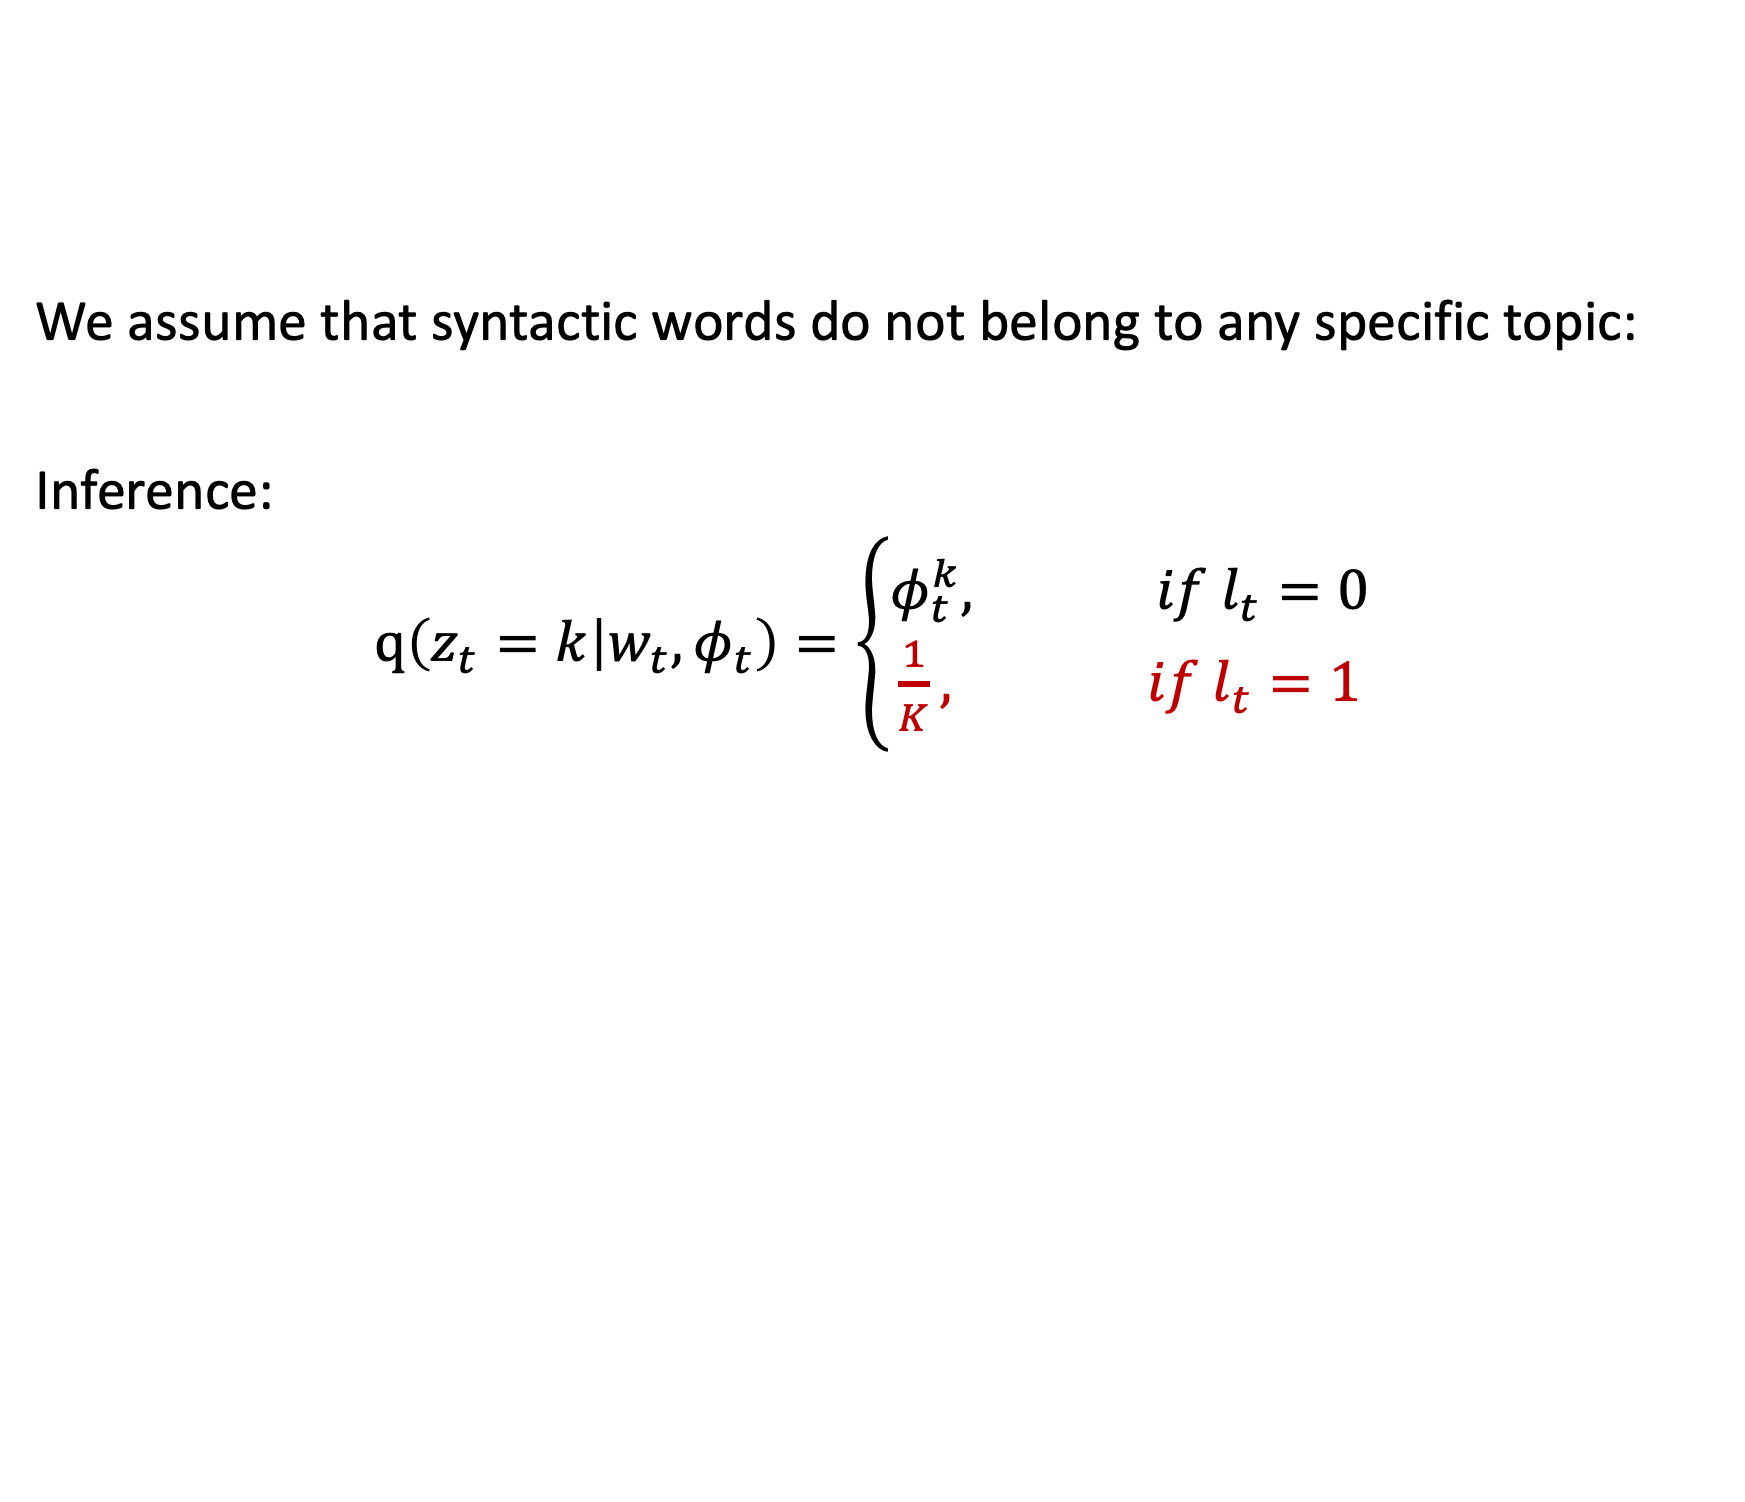 We assume that syntactic words do not belong to any specific topic:
Inference:
q(z_t = k|w_t, ϕ_t) = { ϕ_t^k, if l_t = 0
1/K, if l_t = 1